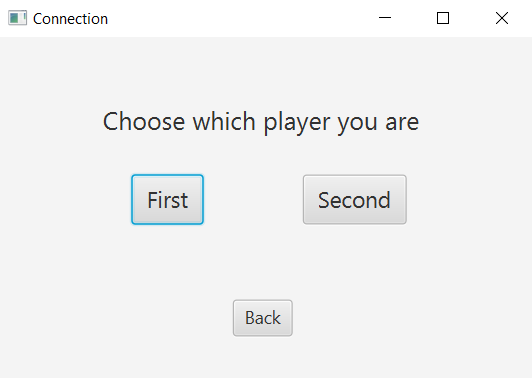 Connection
Choose which player you are
First
Second
Back